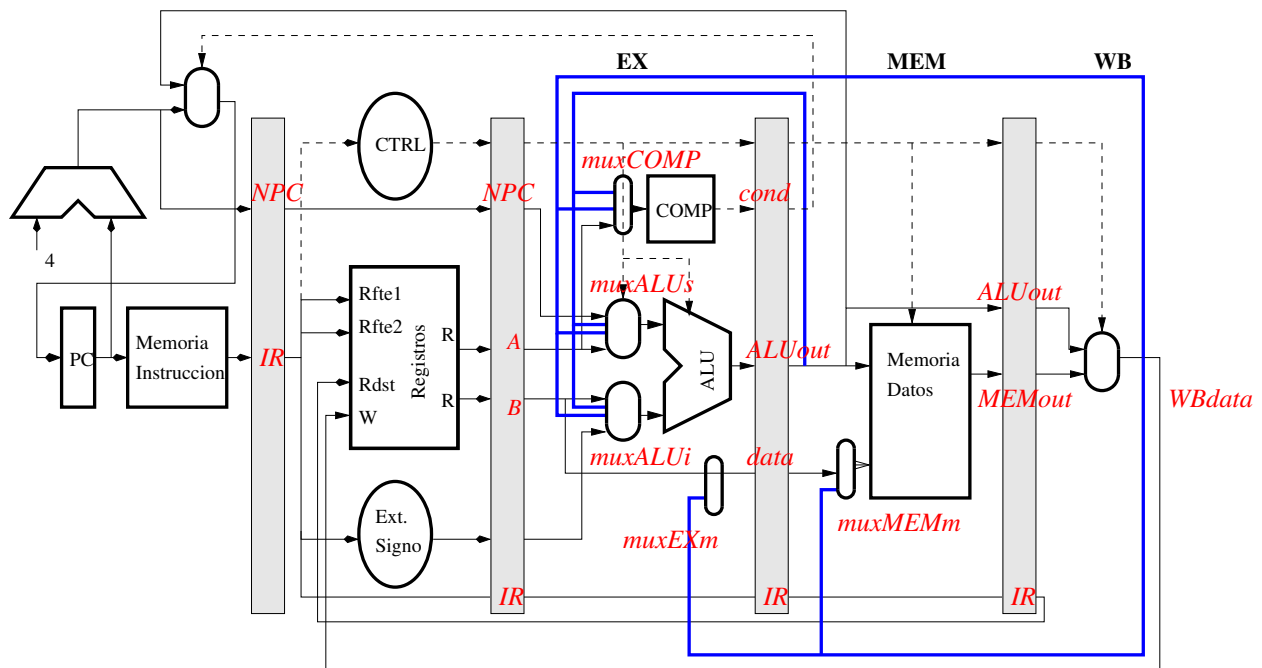 EX
MEM
WB
CTRL
muxCOMP
NPC
NPC
COMP
cond
4
muxALUs
Rfte1
Rfte2
Registros
R
Rdst
R
W
PC
Memoria
Instruccion
IR
A
B
ALU
ALUout
ALUout
Memoria
Datos
MEMout
WBdata
muxALUi
data
Ext.
Signo
muxEXm
muxMEMm
IR
IR
IR